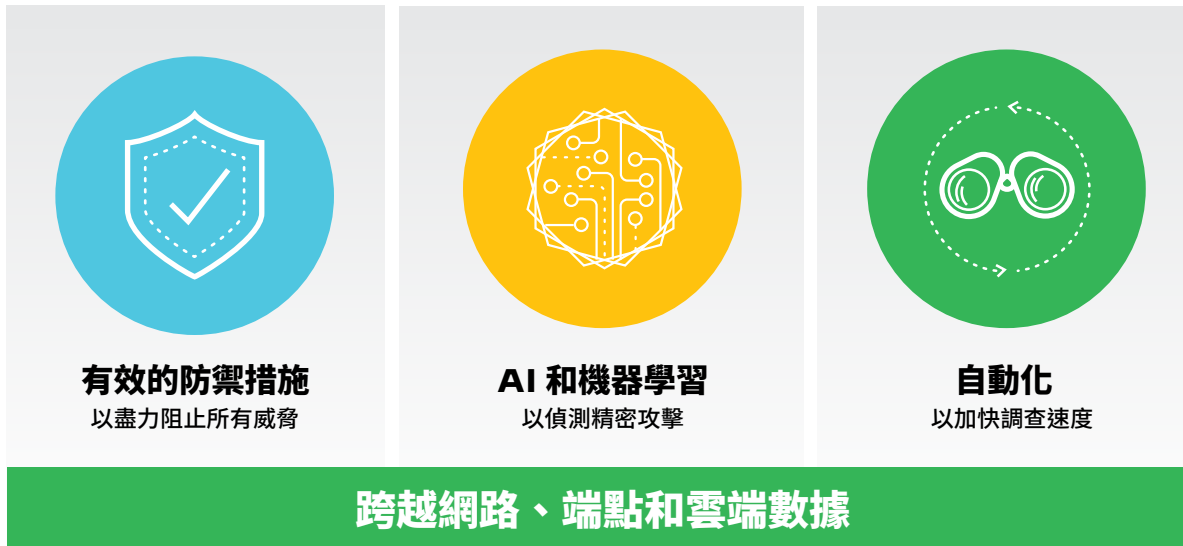 有效的防禦措施
以盡力阻止所有威脅
AI 和機器學習
以偵測精密攻擊
自動化
以加快調查速度
跨越網路、端點和雲端數據